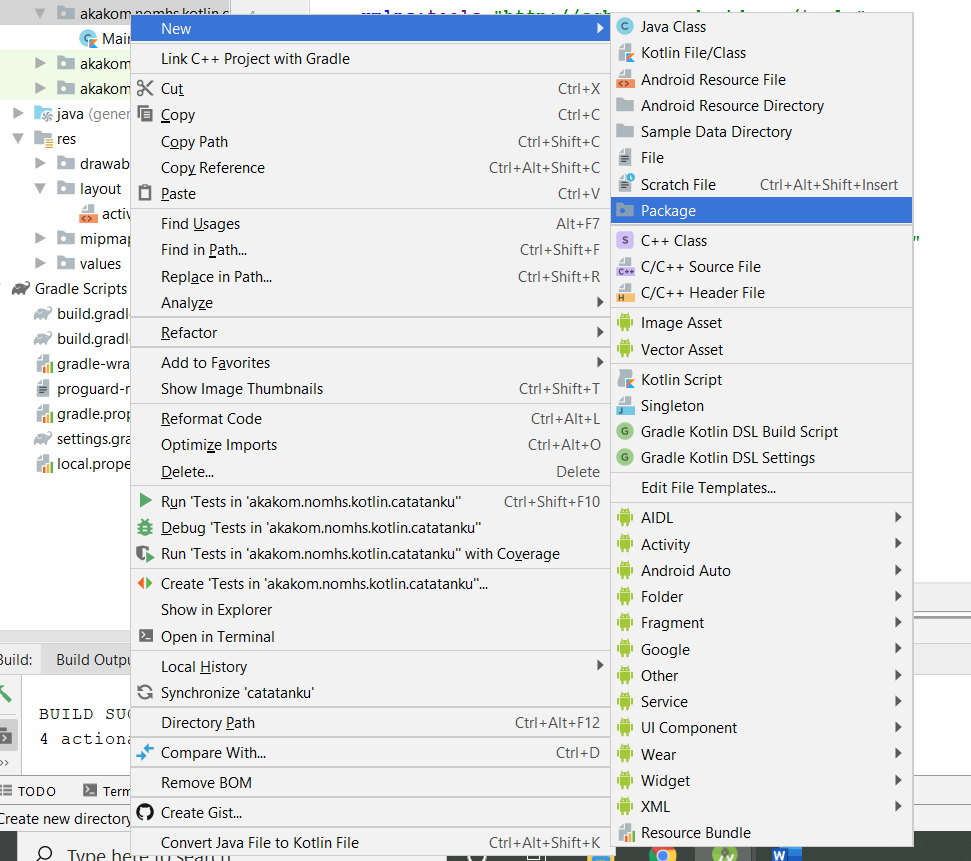 akakom.nomhs.kotlin.c
Main
akakom
akakom
java (gener
res
drawab
layout
activ
mipmap
values
Gradle Scripts
build.gradl
build.gradl
gradle-wra
proguard-r
gradle.prop
settings.gra
local.prope
New
Link C++ Project with Gradle
Cut Ctrl+X
Copy Ctrl+C
Copy Path Ctrl+Shift+C
Copy Reference Ctrl+Alt+Shift+C
Paste Ctrl+V
Find Usages Alt+F7
Find in Path... Ctrl+Shift+F
Replace in Path... Ctrl+Shift+R
Analyze
Refactor
Add to Favorites
Show Image Thumbnails Ctrl+Shift+T
Reformat Code Ctrl+Alt+L
Optimize Imports Ctrl+Alt+O
Delete... Delete
Run 'Tests in 'akakom.nomhs.kotlin.catatanku'' Ctrl+Shift+F10
Debug 'Tests in 'akakom.nomhs.kotlin.catatanku''
Run 'Tests in 'akakom.nomhs.kotlin.catatanku'' with Coverage
Create 'Tests in 'akakom.nomhs.kotlin.catatanku''...
Show in Explorer
Open in Terminal
Local History
Synchronize 'catatanku'
Directory Path Ctrl+Alt+F12
Compare With... Ctrl+D
Remove BOM
Create Gist...
Convert Java File to Kotlin File Ctrl+Alt+Shift+K
Java Class
Kotlin File/Class
Android Resource File
Android Resource Directory
Sample Data Directory
File
Scratch File Ctrl+Alt+Shift+Insert
Package
C++ Class
C/C++ Source File
C/C++ Header File
Image Asset
Vector Asset
Kotlin Script
Singleton
Gradle Kotlin DSL Build Script
Gradle Kotlin DSL Settings
Edit File Templates...
AIDL
Activity
Android Auto
Folder
Fragment
Google
Other
Service
UI Component
Wear
Widget
XML
Resource Bundle
Build: Build Outpu
BUILD SUC
4 actiona
TODO Term
Create new directory
Type here to search